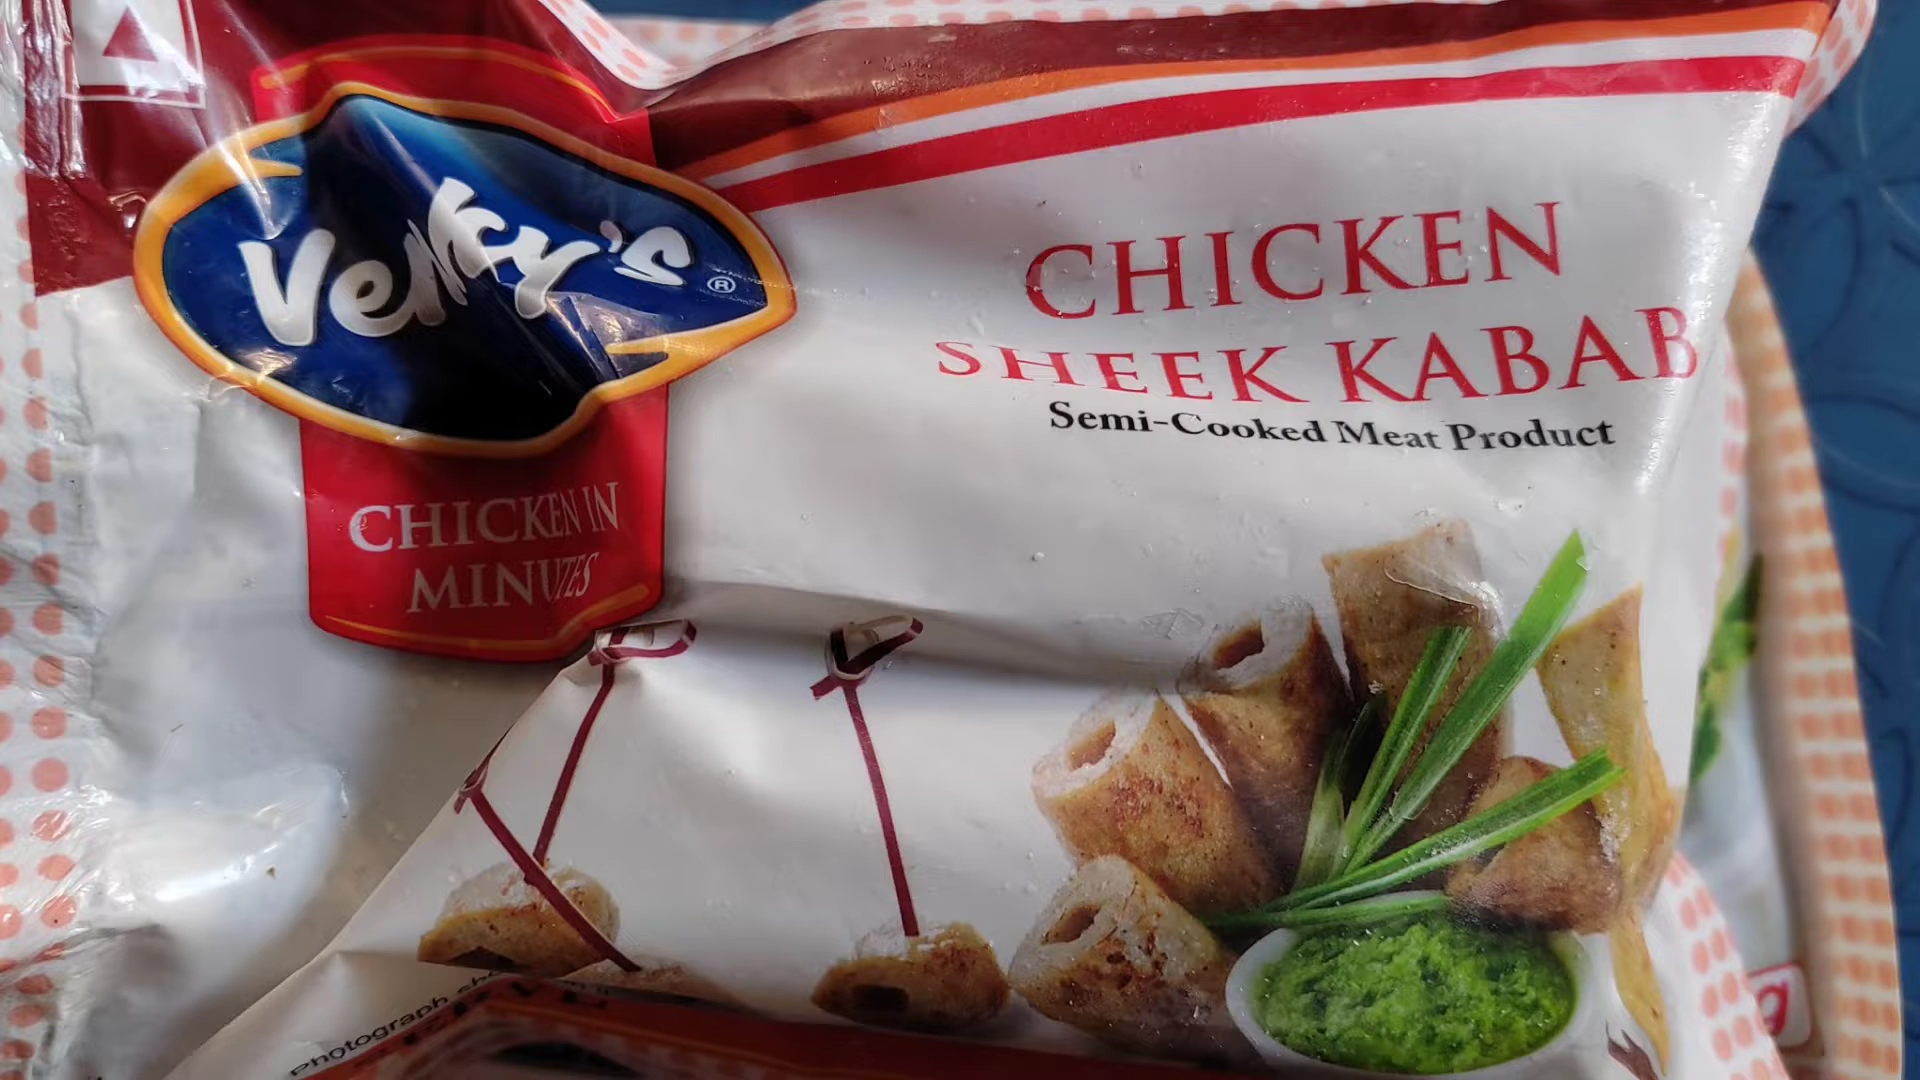 Venky's ®
CHICKEN IN
MINUTES
CHICKEN
SHEEK KABAB
Semi-Cooked Meat Product
Photograph
g